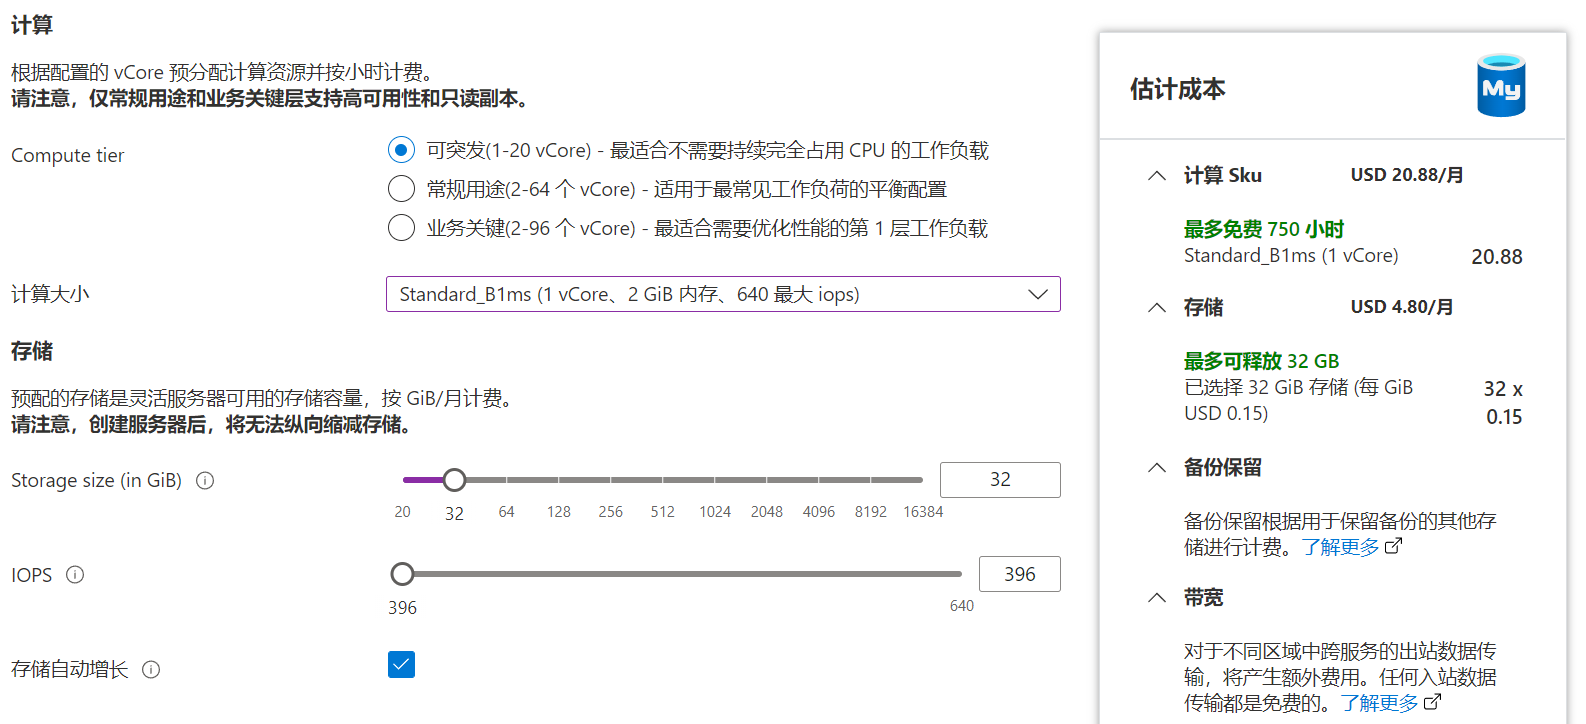 计算
根据配置的 vCore 预分配计算资源并按小时计费。
请注意，仅常规用途和业务关键层支持高可用性和只读副本。
Compute tier
可突发(1-20 vCore) - 最适合不需要持续完全占用 CPU 的工作负载
常规用途(2-64 个 vCore) - 适用于最常见工作负荷的平衡配置
业务关键(2-96 个 vCore) - 最适合需要优化性能的第 1 层工作负载
计算大小
Standard_B1ms (1 vCore、2 GiB 内存、640 最大 iops)
存储
预配的存储是灵活服务器可用的存储容量，按 GiB/月计费。
请注意，创建服务器后，将无法纵向缩减存储。
Storage size (in GiB)
32
20 32 64 128 256 512 1024 2048 4096 8192 16384
IOPS
396
396 640
存储自动增长
估计成本
My
计算 Sku USD 20.88/月
最多免费 750 小时
Standard_B1ms (1 vCore) 20.88
存储 USD 4.80/月
最多可释放 32 GB
已选择 32 GiB 存储 (每 GiB 32 x
USD 0.15) 0.15
备份保留
备份保留根据用于保留备份的其他存
储进行计费。了解更多
带宽
对于不同区域中跨服务的出站数据传
输，将产生额外费用。任何入站数据
传输都是免费的。了解更多